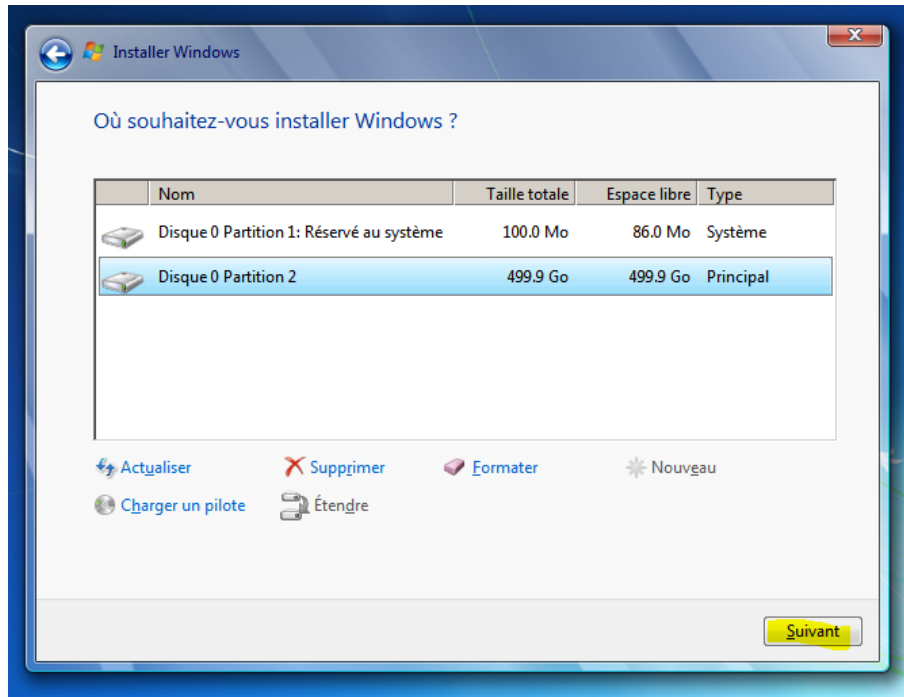 Installer Windows
Où souhaitez-vous installer Windows ?
Nom Taille totale Espace libre Type
Disque 0 Partition 1: Réservé au système 100.0 Mo 86.0 Mo Système
Disque 0 Partition 2 499.9 Go 499.9 Go Principal
Actualiser Supprimer Formater Nouveau
Charger un pilote Étendre
Suivant